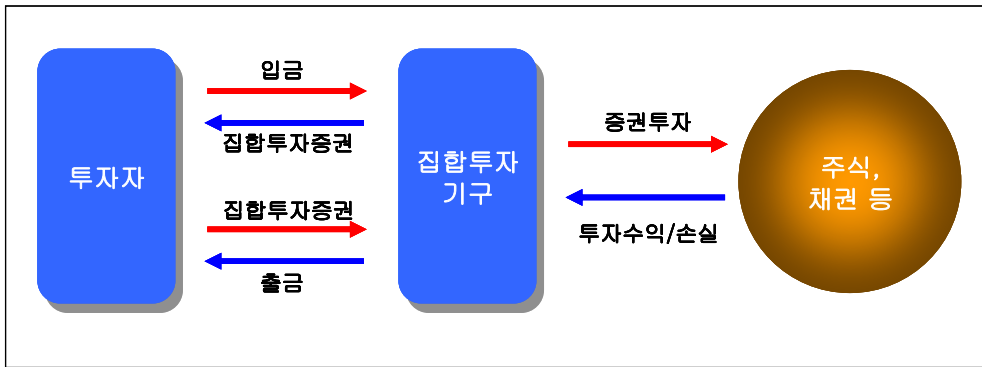 투자자
입금
집합투자증권
집합투자증권
출금
집합투자
기구
증권투자
투자수익/손실
주식,
채권 등